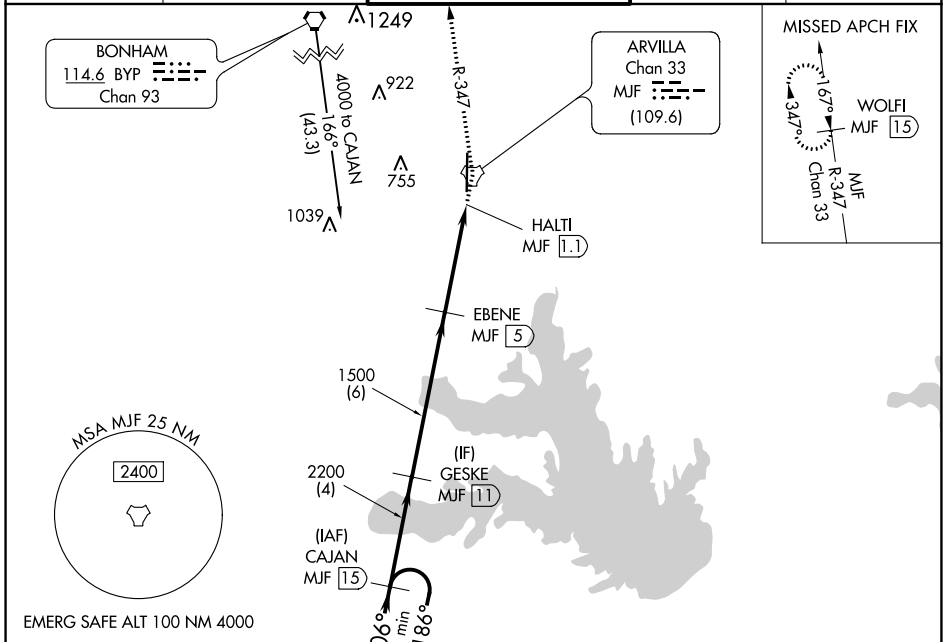 BONHAM
114.6 BYP
Chan 93
1249
922
4000 to CAJAN
166°
(43.3)
755
1039
R-347
ARVILLA
Chan 33
MJF
(109.6)
MISSED APCH FIX
167°
347°
WOLFI
MJF 15
MJF
R-347
Chan 33
HALTI
MJF 1.1
EBENE
MJF 5
1500
(6)
(IF)
GESKE
MJF 11
2200
(4)
(IAF)
CAJAN
MJF 15
06°
min
186°
MSA MJF 25 NM
2400
EMERG SAFE ALT 100 NM 4000